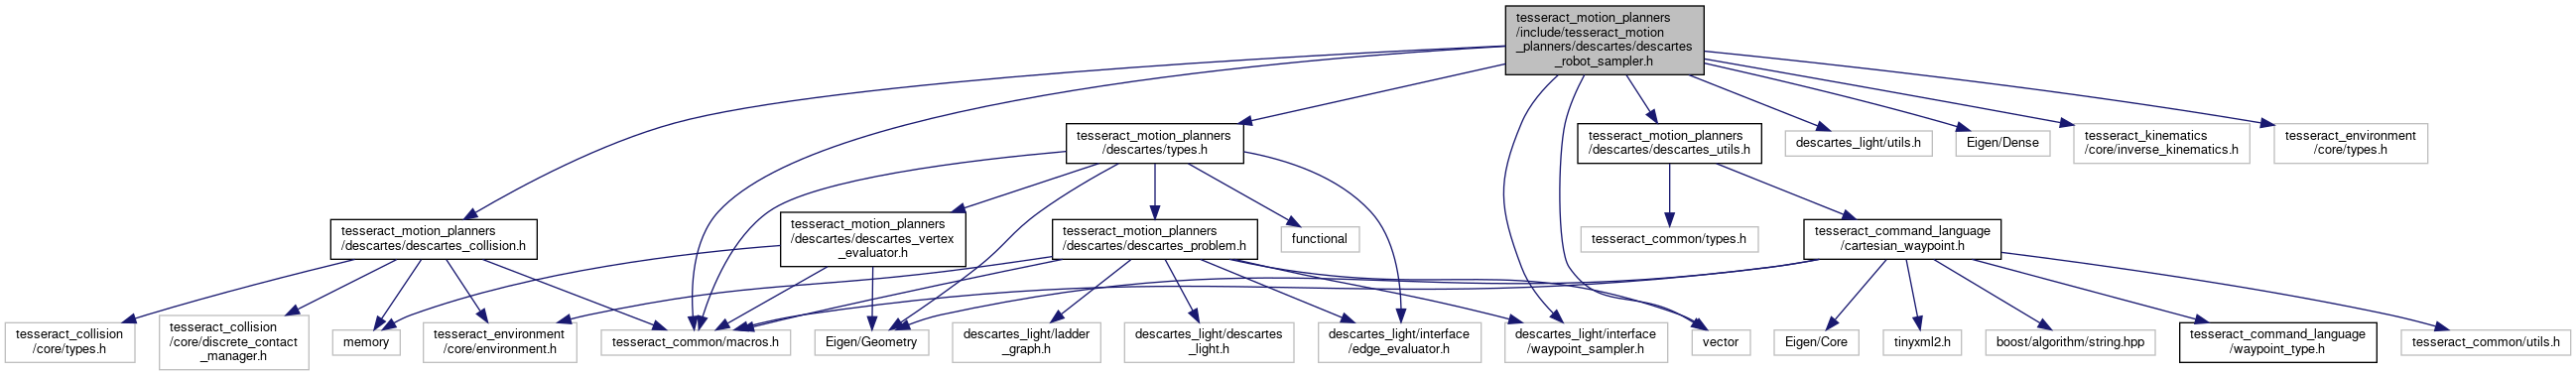 tesseract_motion_planners
/include/tesseract_motion
_planners/descartes/descartes
_robot_sampler.h
tesseract_motion_planners
/descartes/types.h
tesseract_motion_planners
/descartes/descartes_utils.h
descartes_light/utils.h
Eigen/Dense
tesseract_kinematics
/core/inverse_kinematics.h
tesseract_environment
/core/types.h
tesseract_motion_planners
/descartes/descartes_collision.h
tesseract_motion_planners
/descartes/descartes_vertex
_evaluator.h
tesseract_motion_planners
/descartes/descartes_problem.h
functional
tesseract_common/types.h
tesseract_command_language
/cartesian_waypoint.h
tesseract_collision
/core/types.h
tesseract_collision
/core/discrete_contact
_manager.h
memory
tesseract_environment
/core/environment.h
tesseract_common/macros.h
Eigen/Geometry
descartes_light/ladder
_graph.h
descartes_light/descartes
_light.h
descartes_light/interface
/edge_evaluator.h
descartes_light/interface
/waypoint_sampler.h
vector
Eigen/Core
tinyxml2.h
boost/algorithm/string.hpp
tesseract_command_language
/waypoint_type.h
tesseract_common/utils.h